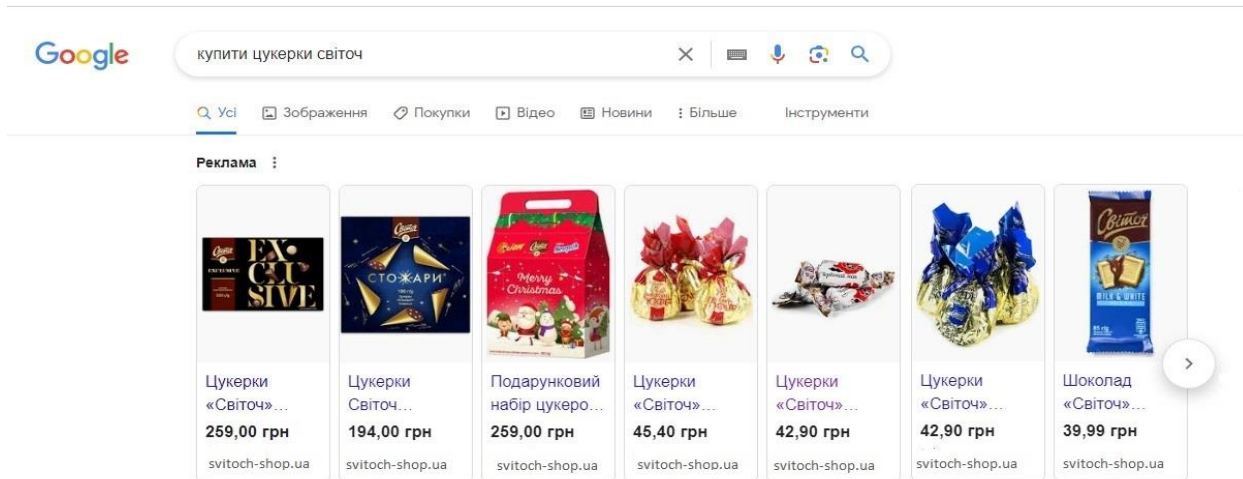 Google
купити цукерки світоч
Усі Зображення Покупки Відео Новини Більше Інструменти
Реклама
Світоч
EXCLUSIVE
EXCLUSIVE
Світоч
СТОЖАРИ
Світоч
Merry
Christmas
Світоч
MILK & WHITE
Цукерки
«Світоч»...
259,00 грн
svitoch-shop.ua
Цукерки
Світоч...
194,00 грн
svitoch-shop.ua
Подарунковий
набір цукеро...
259,00 грн
svitoch-shop.ua
Цукерки
«Світоч»...
45,40 грн
svitoch-shop.ua
Цукерки
«Світоч»...
42,90 грн
svitoch-shop.ua
Цукерки
«Світоч»...
42,90 грн
svitoch-shop.ua
Шоколад
«Світоч»...
39,99 грн
svitoch-shop.ua